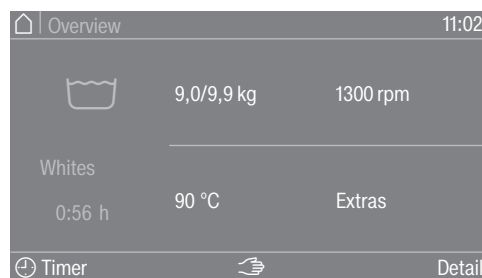 Overview 11:02
9,0/9,9 kg 1300 rpm
Whites
0:56 h
90 °C Extras
Timer Detail